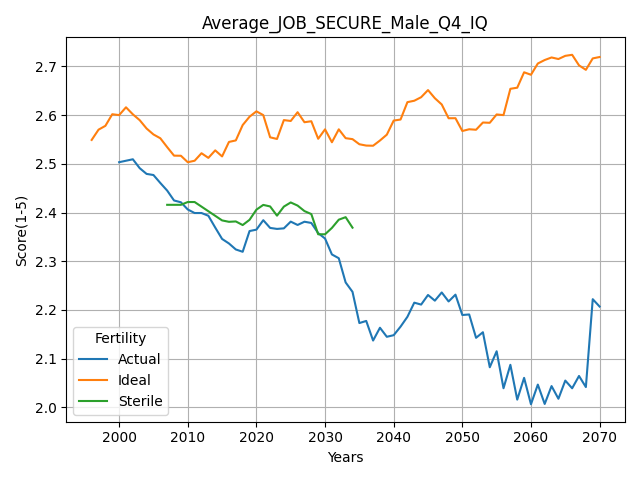 Average_JOB_SECURE_Male_Q4_IQ
Score(1-5)
2.7
2.6
2.5
2.4
2.3
2.2
2.1
2.0
Fertility
Actual
Ideal
Sterile
2000 2010 2020 2030 2040 2050 2060 2070
Years